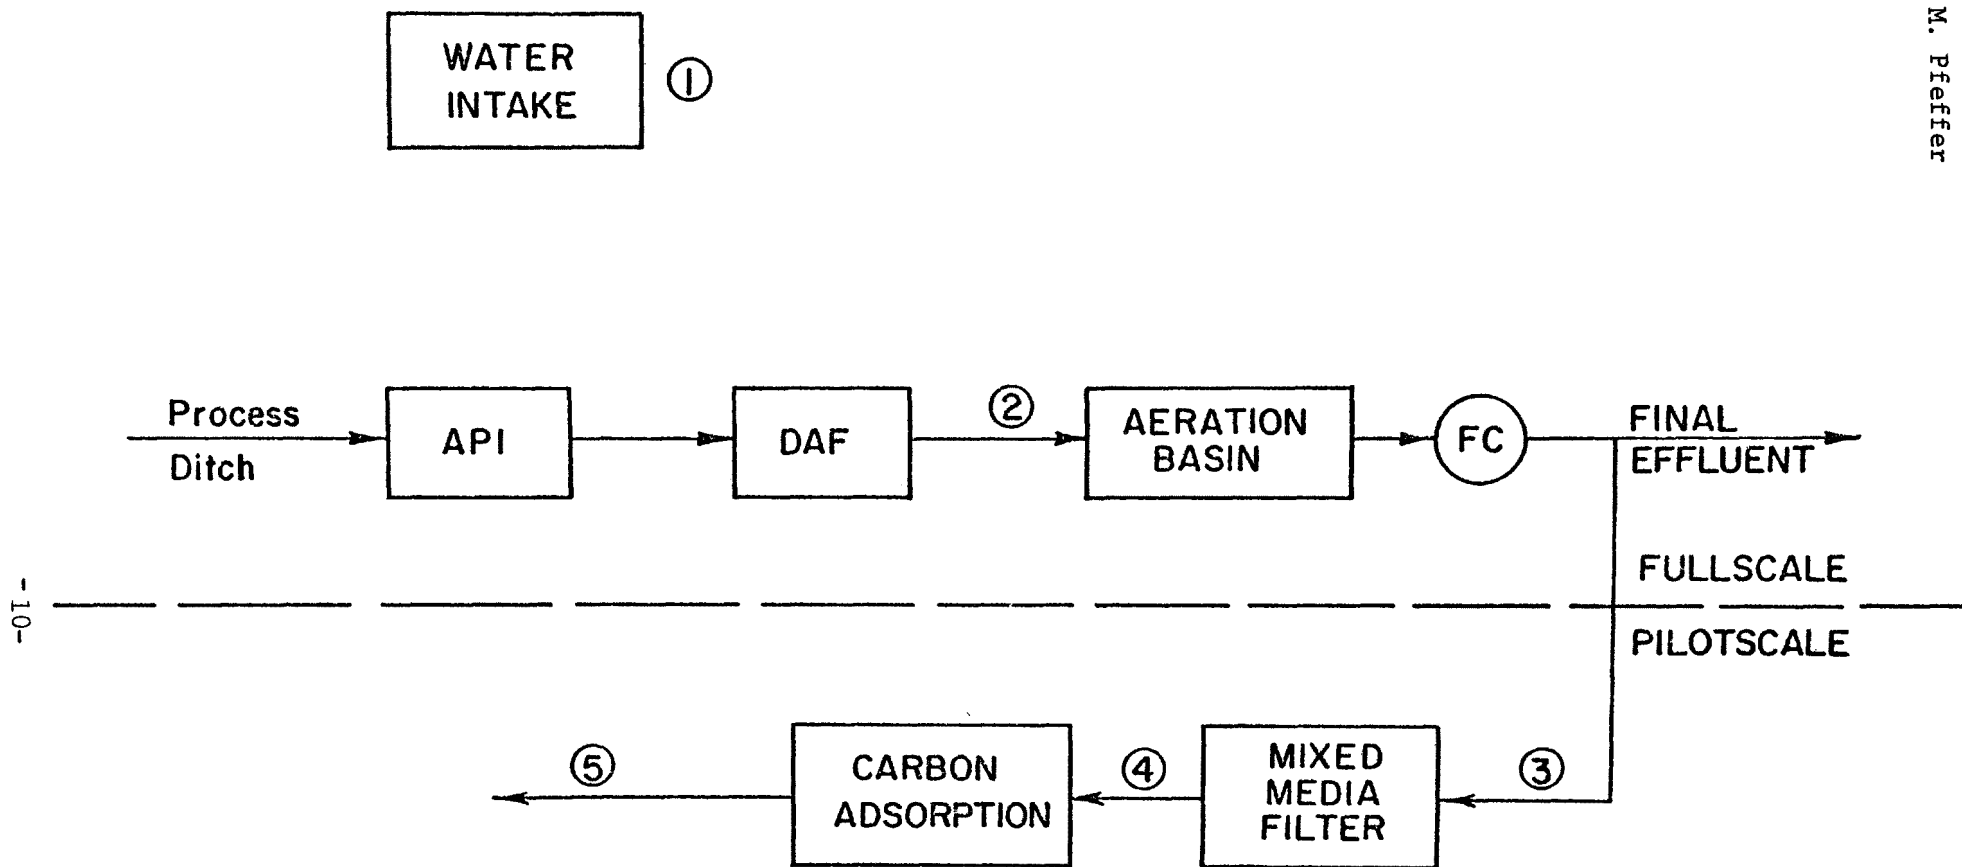 M. Pfeffer
WATER
INTAKE
①
Process
Ditch
API
DAF
②
AERATION
BASIN
FC
FINAL
EFFLUENT
FULLSCALE
-10-
PILOTSCALE
⑤
CARBON
ADSORPTION
④
MIXED
MEDIA
FILTER
③